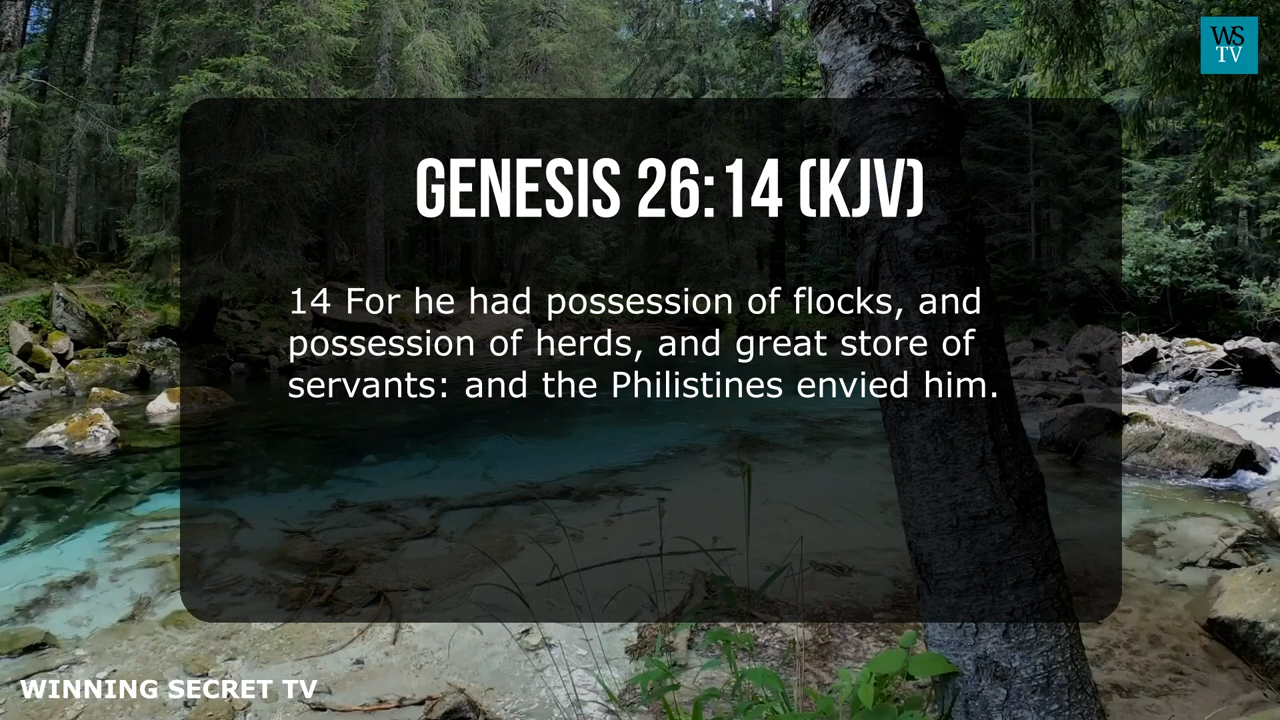 WS
TV
GENESIS 26:14 (KJV)
14 For he had possession of flocks, and
possession of herds, and great store of
servants: and the Philistines envied him.
WINNING SECRET TV